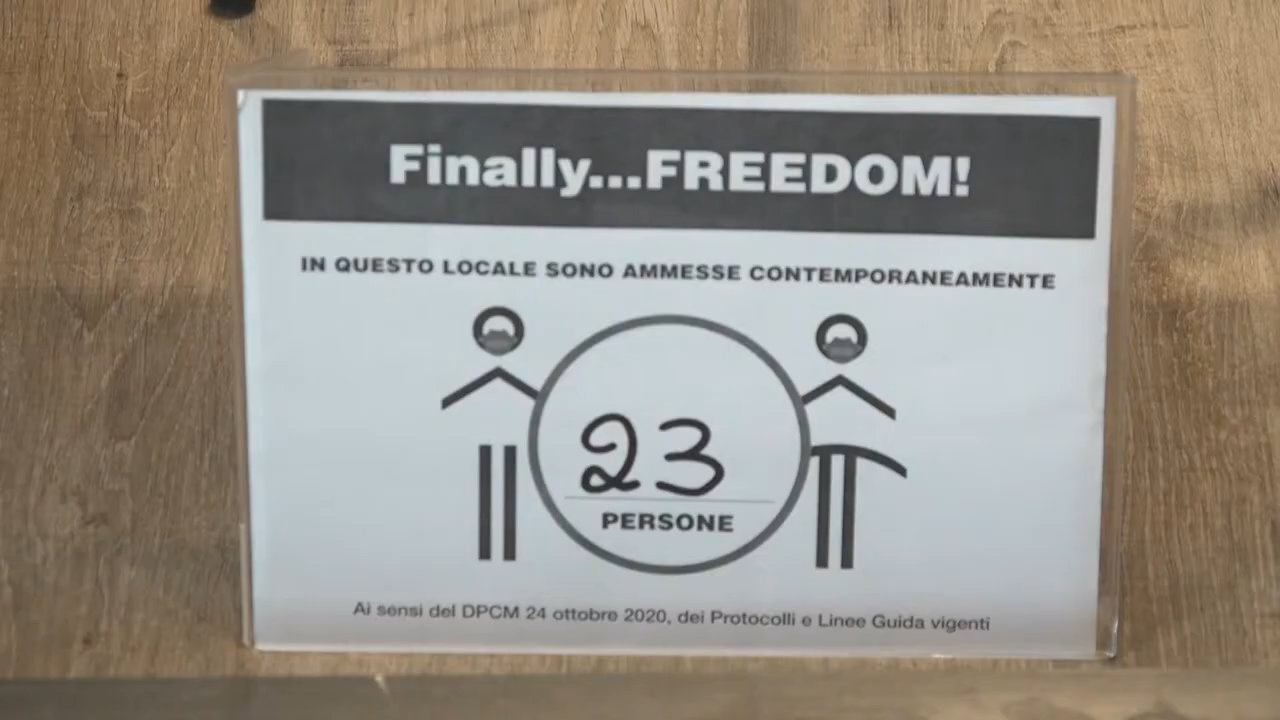 Finally...FREEDOM!
IN QUESTO LOCALE SONO AMMESSE CONTEMPORANEAMENTE
23
PERSONE
Ai sensi del DPCM 24 ottobre 2020, dei Protocolli e Linee Guida vigenti